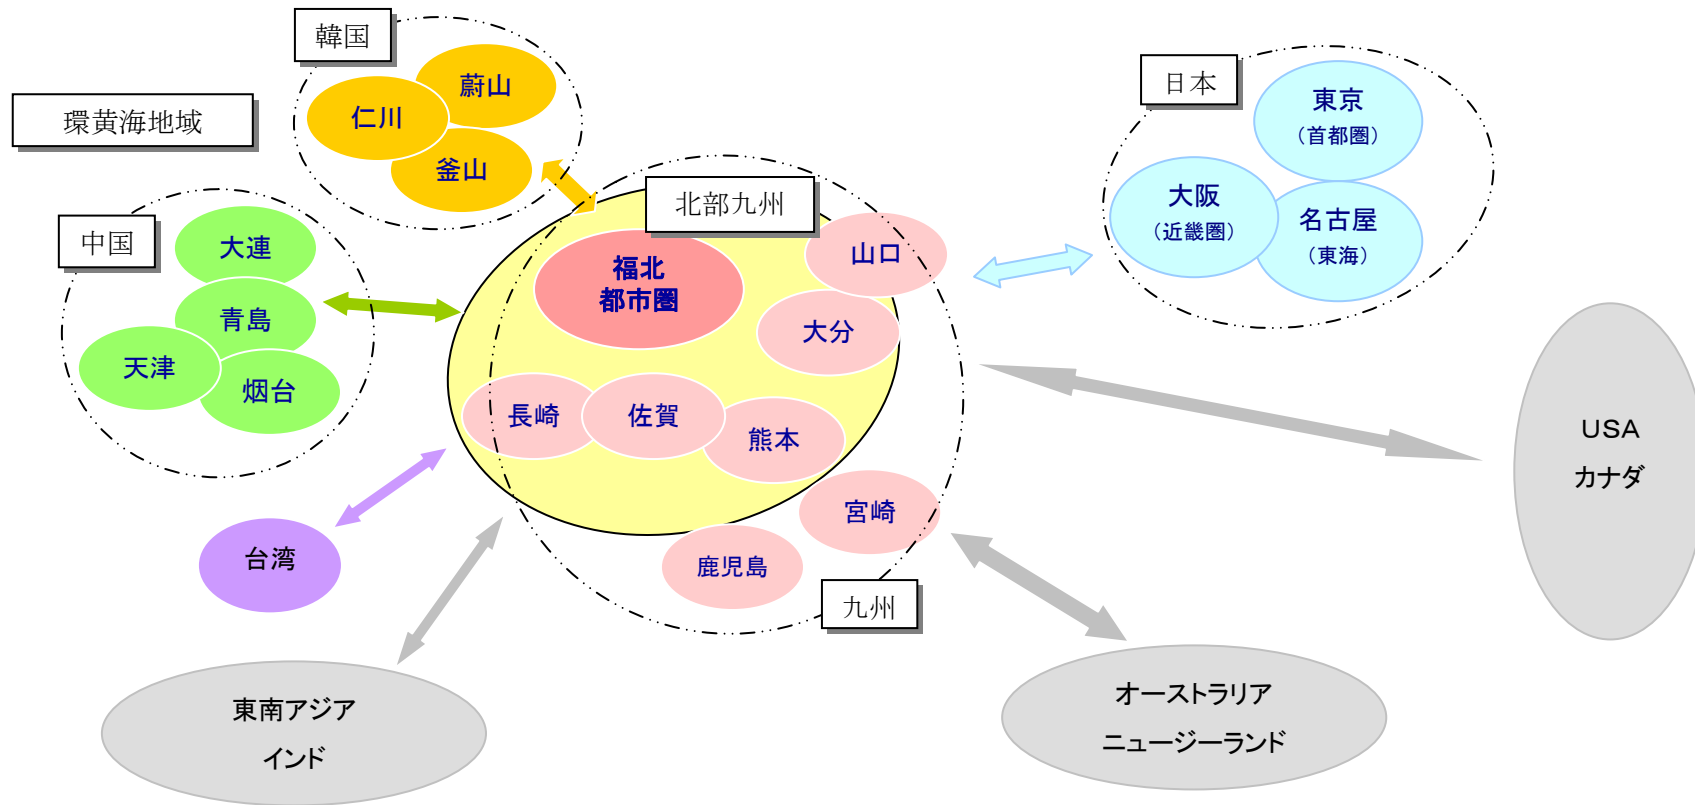 韓国
蔚山
仁川
釜山
環黄海地域
中国
大連
青島
天津
烟台
台湾
北部九州
福北
都市圏
山口
大分
長崎
佐賀
熊本
宮崎
鹿児島
九州
日本
東京
（首都圏）
大阪
（近畿圏）
名古屋
（東海）
USA
カナダ
東南アジア
インド
オーストラリア
ニュージーランド